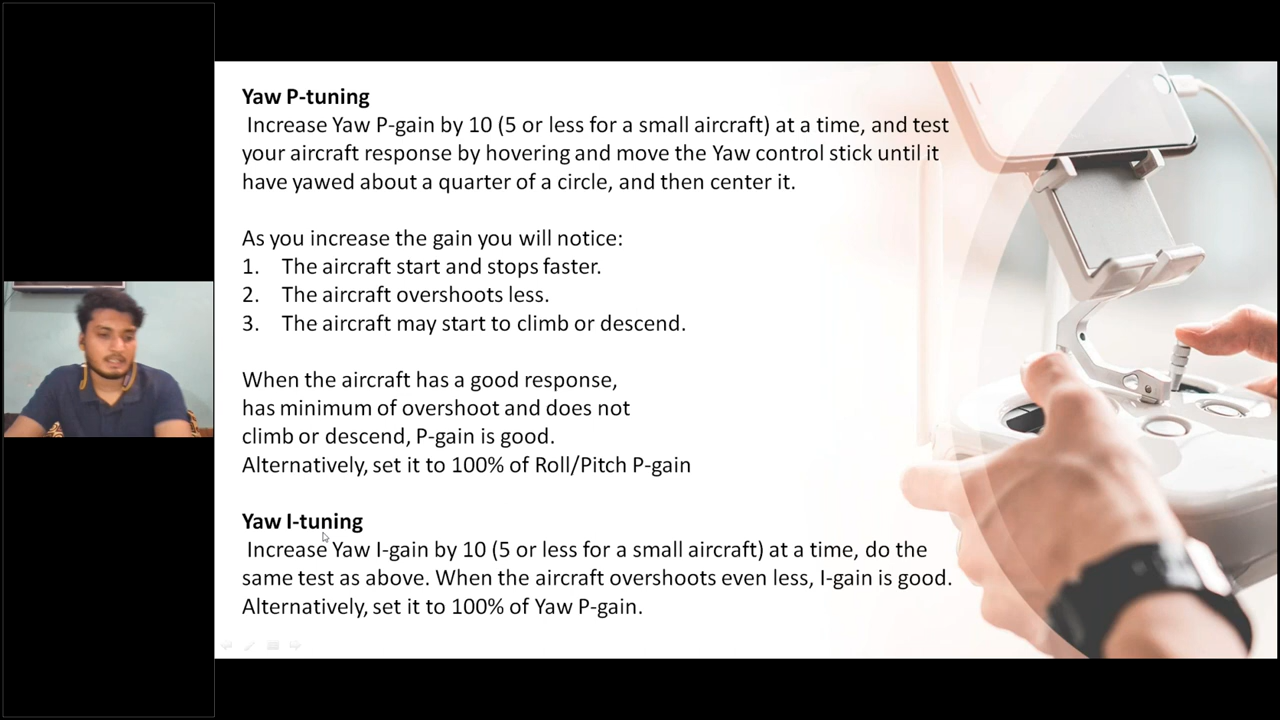 Yaw P-tuning
Increase Yaw P-gain by 10 (5 or less for a small aircraft) at a time, and test
your aircraft response by hovering and move the Yaw control stick until it
have yawed about a quarter of a circle, and then center it.
As you increase the gain you will notice:
1. The aircraft start and stops faster.
2. The aircraft overshoots less.
3. The aircraft may start to climb or descend.
When the aircraft has a good response,
has minimum of overshoot and does not
climb or descend, P-gain is good.
Alternatively, set it to 100% of Roll/Pitch P-gain
Yaw I-tuning
Increase Yaw I-gain by 10 (5 or less for a small aircraft) at a time, do the
same test as above. When the aircraft overshoots even less, I-gain is good.
Alternatively, set it to 100% of Yaw P-gain.